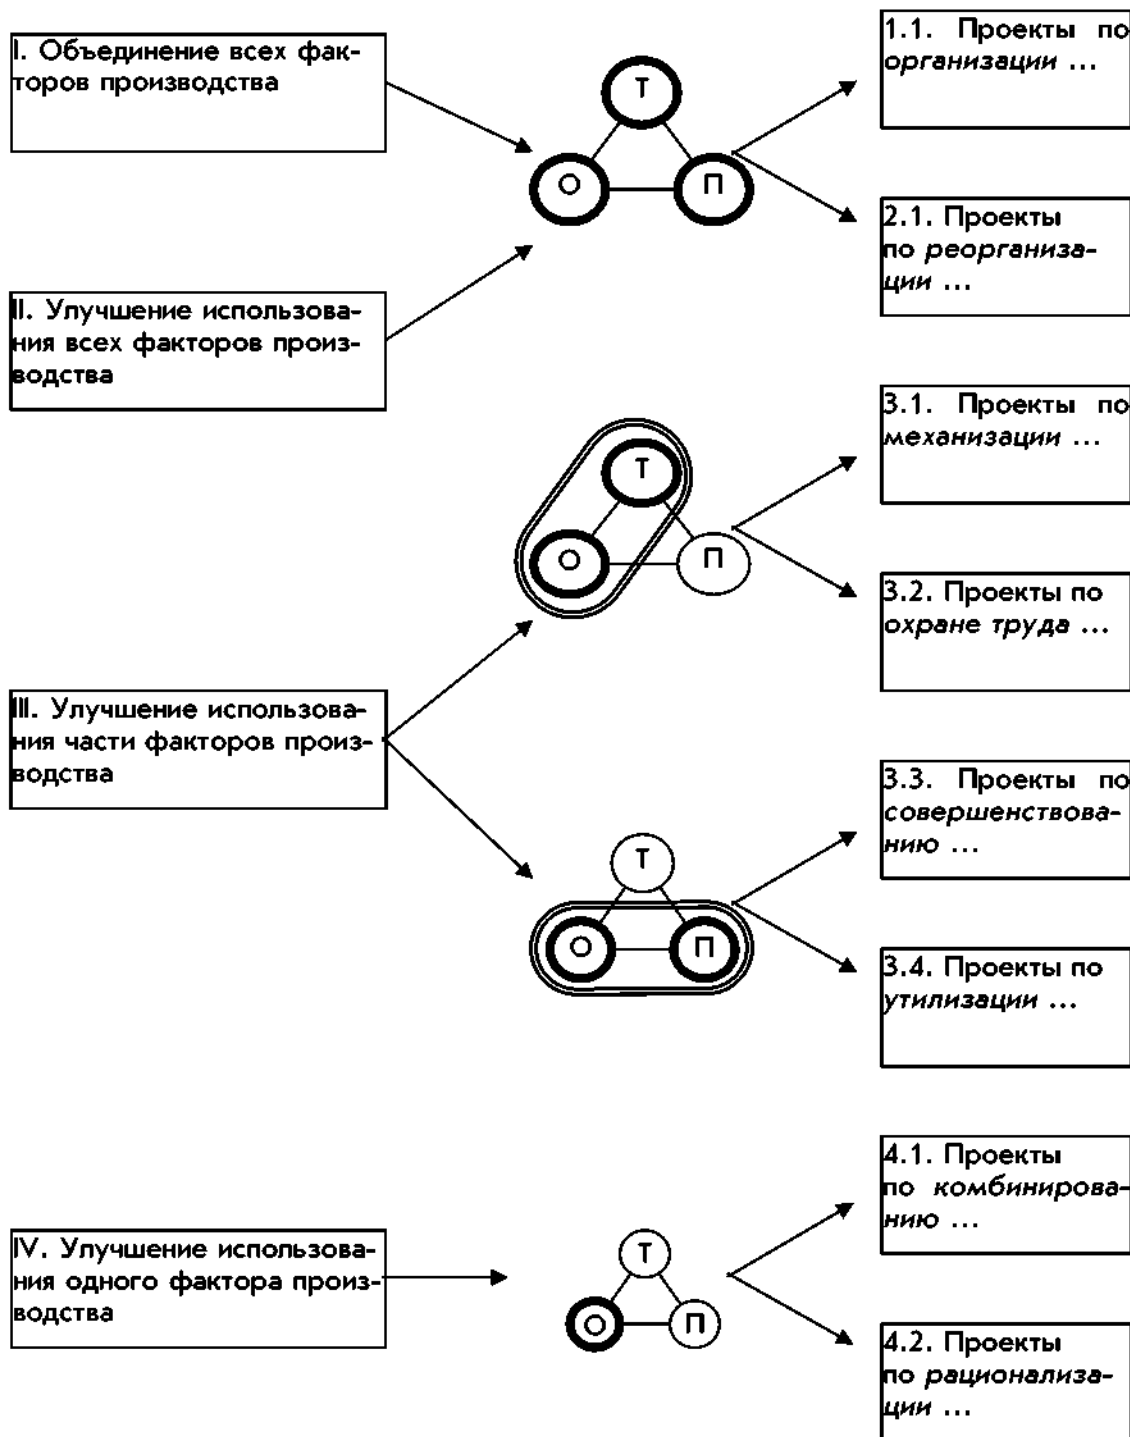 I. Объединение всех фак-
торов производства
1.1. Проекты по
организации ...
Т
О
П
2.1. Проекты
по реорганиза-
ции ...
II. Улучшение использова-
ния всех факторов произ-
водства
3.1. Проекты по
механизации ...
Т
О
П
3.2. Проекты по
охране труда ...
III. Улучшение использова-
ния части факторов произ-
водства
3.3. Проекты по
совершенствова-
нию ...
Т
О
П
3.4. Проекты по
утилизации ...
4.1. Проекты
по комбинирова-
нию ...
IV. Улучшение использова-
ния одного фактора произ-
водства
Т
О
П
4.2. Проекты
по рационализа-
ции ...